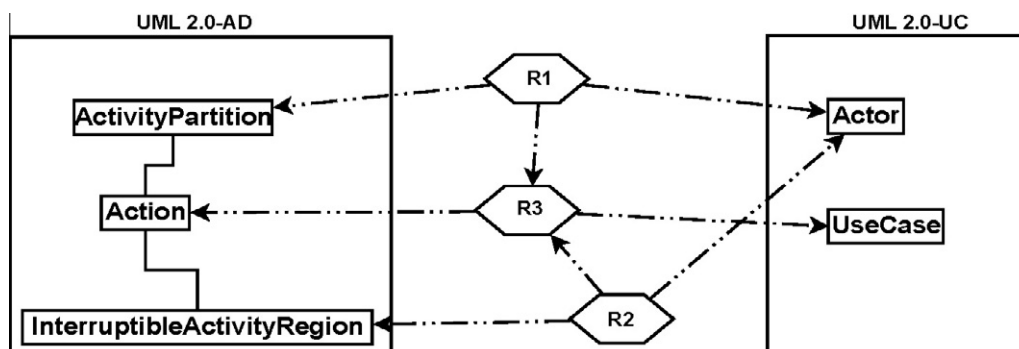 UML 2.0-AD
UML 2.0-UC
R1
ActivityPartition
Actor
Action
R3
UseCase
R2
InterruptibleActivityRegion